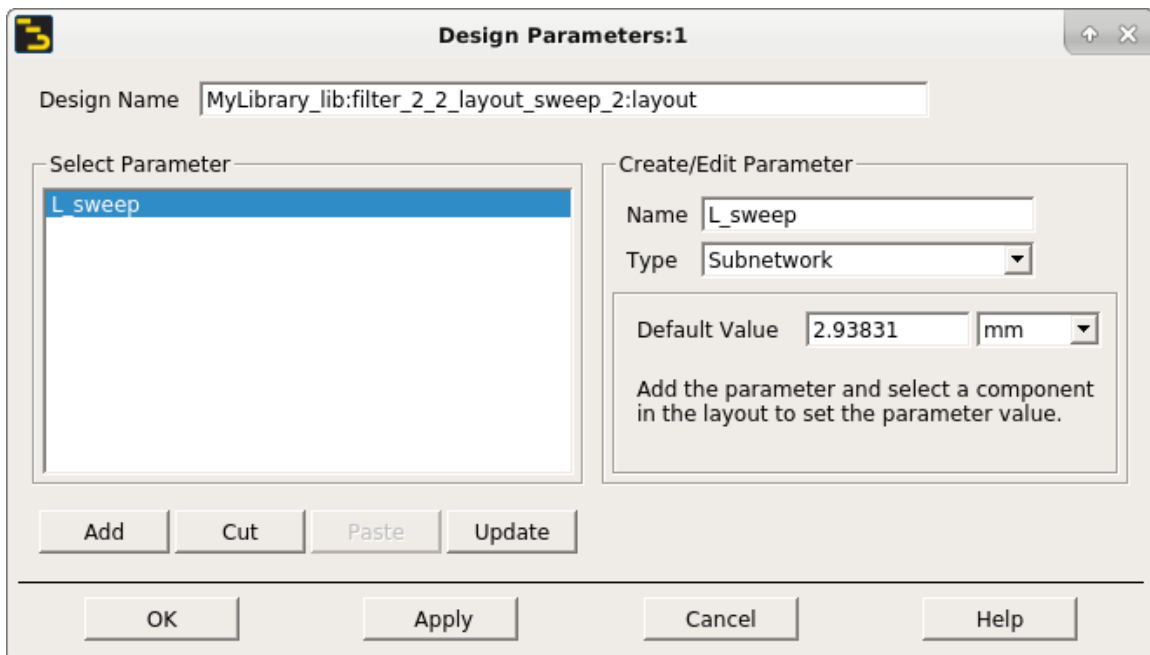 Design Parameters:1
Design Name MyLibrary_lib:filter_2_2_layout_sweep_2:layout
Select Parameter
L_sweep
Create/Edit Parameter
Name L_sweep
Type Subnetwork
Default Value 2.93831 mm
Add the parameter and select a component
in the layout to set the parameter value.
Add Cut Paste Update
OK Apply Cancel Help